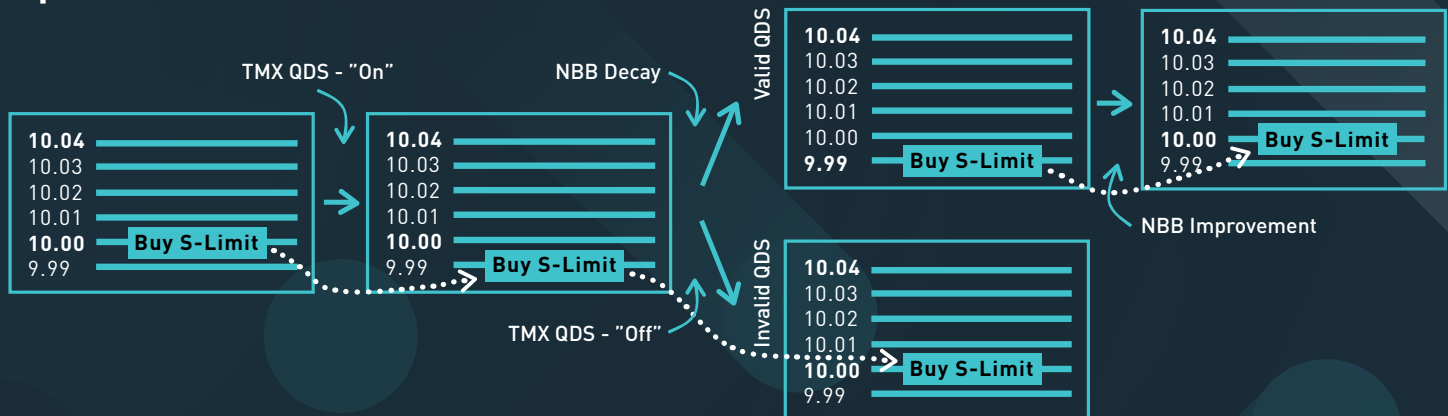 TMX QDS - "On"
NBB Decay
10.04
10.03
10.02
10.01
10.00
Buy S-Limit
9.99
10.04
10.03
10.02
10.01
10.00
9.99
Buy S-Limit
TMX QDS - "Off"
Valid QDS
10.04
10.03
10.02
10.01
10.00
9.99
Buy S-Limit
10.04
10.03
10.02
10.01
10.00
Buy S-Limit
9.99
NBB Improvement
Invalid QDS
10.04
10.03
10.02
10.01
10.00
Buy S-Limit
9.99